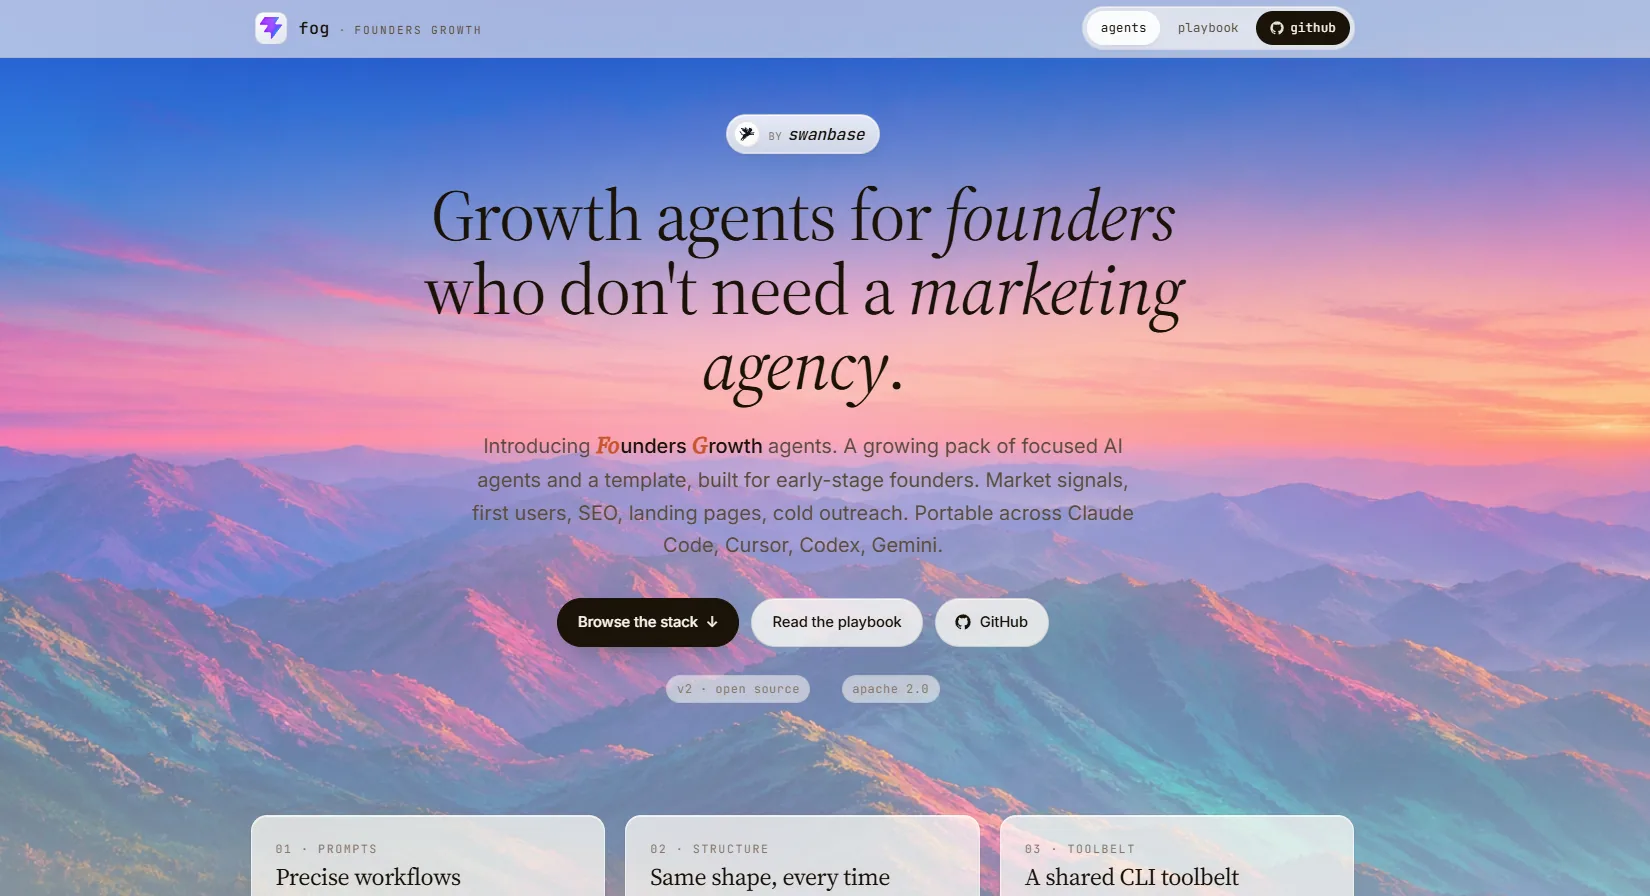 fog · FOUNDERS GROWTH
agents playbook github
BY swanbase
Growth agents for founders
who don't need a marketing
agency.
Introducing Founders Growth agents. A growing pack of focused AI
agents and a template, built for early-stage founders. Market signals,
first users, SEO, landing pages, cold outreach. Portable across Claude
Code, Cursor, Codex, Gemini.
Browse the stack ↓ Read the playbook GitHub
v2 · open source apache 2.0
01 · PROMPTS
Precise workflows
02 · STRUCTURE
Same shape, every time
03 · TOOLBELT
A shared CLI toolbelt